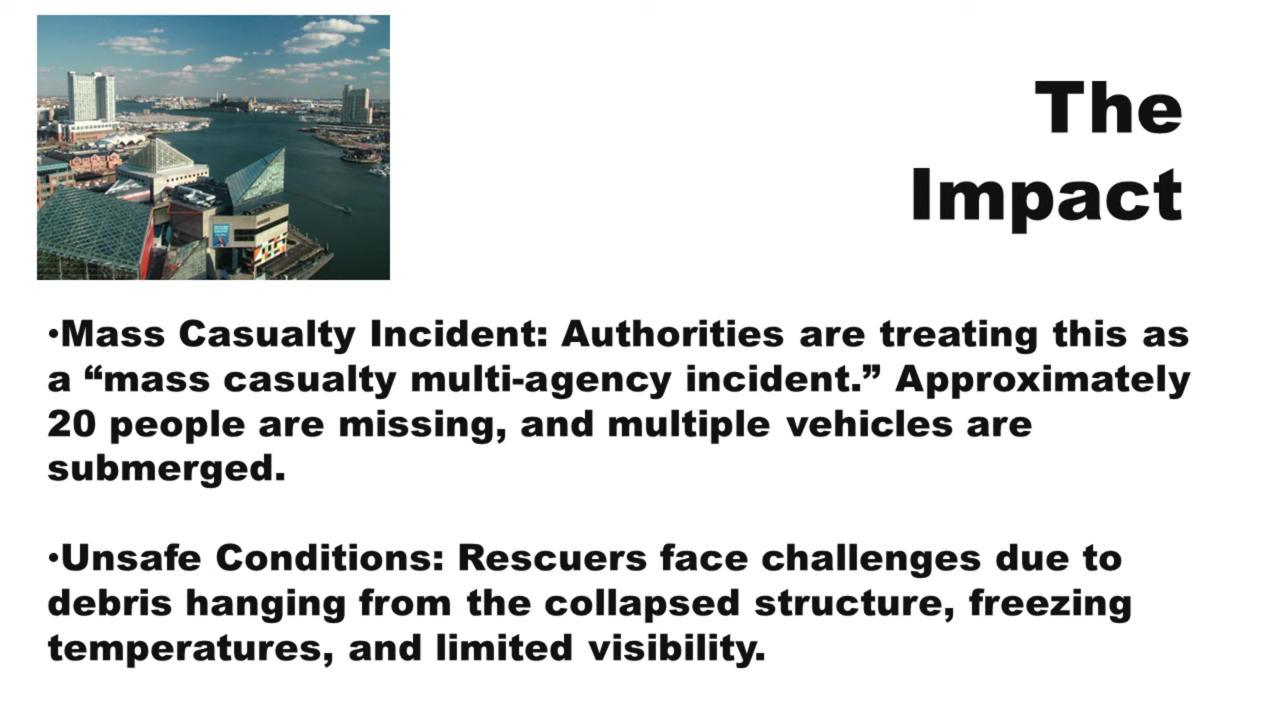 The
Impact
•Mass Casualty Incident: Authorities are treating this as
a “mass casualty multi-agency incident.” Approximately
20 people are missing, and multiple vehicles are
submerged.
•Unsafe Conditions: Rescuers face challenges due to
debris hanging from the collapsed structure, freezing
temperatures, and limited visibility.